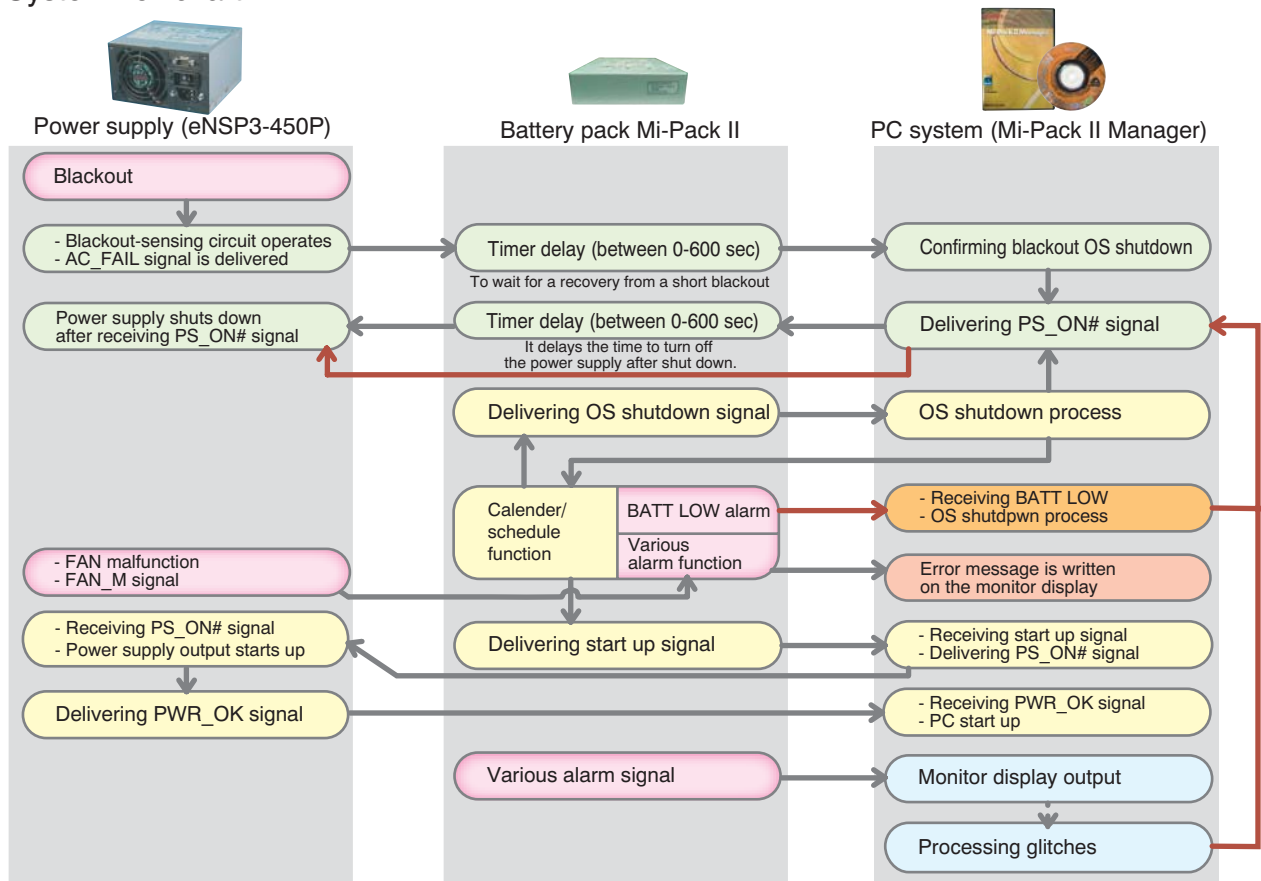 Power supply (eNSP3-450P)
Battery pack Mi-Pack II
PC system (Mi-Pack II Manager)
Blackout
- Blackout-sensing circuit operates
- AC_FAIL signal is delivered
Timer delay (between 0-600 sec)
To wait for a recovery from a short blackout
Confirming blackout OS shutdown
Power supply shuts down
after receiving PS_ON# signal
Timer delay (between 0-600 sec)
It delays the time to turn off
the power supply after shut down.
Delivering PS_ON# signal
Delivering OS shutdown signal
OS shutdown process
Calender/
schedule
function
BATT LOW alarm
Various
alarm function
- Receiving BATT LOW
- OS shutdpwn process
- FAN malfunction
- FAN_M signal
Error message is written
on the monitor display
- Receiving PS_ON# signal
- Power supply output starts up
Delivering start up signal
- Receiving start up signal
- Delivering PS_ON# signal
Delivering PWR_OK signal
- Receiving PWR_OK signal
- PC start up
Various alarm signal
Monitor display output
Processing glitches